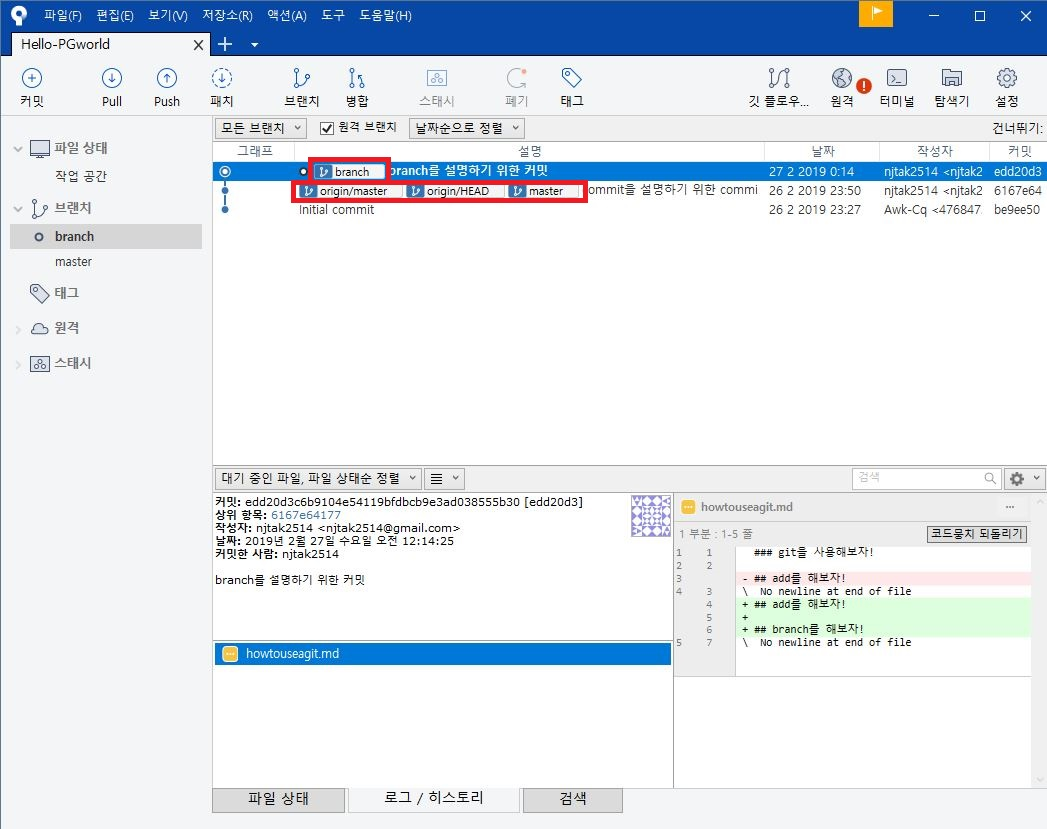 파일(F) 편집(E) 보기(V) 저장소(R) 액션(A) 도구 도움말(H)
Hello-PGworld
커밋 Pull Push 패치 브랜치 병합 스태시 폐기 태그 깃 플로우... 원격 터미널 탐색기 설정
모든 브랜치 원격 브랜치 날짜순으로 정렬 건너뛰기:
그래프 설명 날짜 작성자 커밋
branch branch를 설명하기 위한 커밋 27 2 2019 0:14 njtak2514 <njtak2 edd20d3
origin/master origin/HEAD master ommit을 설명하기 위한 commi 26 2 2019 23:50 njtak2514 <njtak2 6167e64
Initial commit 26 2 2019 23:27 Awk-Cq <476847 be9ee50
파일 상태
작업 공간
브랜치
branch
master
태그
원격
스태시
대기 중인 파일, 파일 상태순 정렬 검색
커밋: edd20d3c6b9104e54119bfdbcb9e3ad038555b30 [edd20d3]
상위 항목: 6167e64177
작성자: njtak2514 <njtak2514@gmail.com>
날짜: 2019년 2월 27일 수요일 오전 12:14:25
커밋한 사람: njtak2514
branch를 설명하기 위한 커밋
howtouseagit.md
howtouseagit.md ...
1 부분 : 1-5 줄 코드뭉치 되돌리기
1 1 ### git을 사용해보자!
2 2
3 - ## add를 해보자!
4 3 \ No newline at end of file
4 + ## add를 해보자!
5 +
6 + ## branch를 해보자!
5 7 \ No newline at end of file
파일 상태 로그 / 히스토리 검색